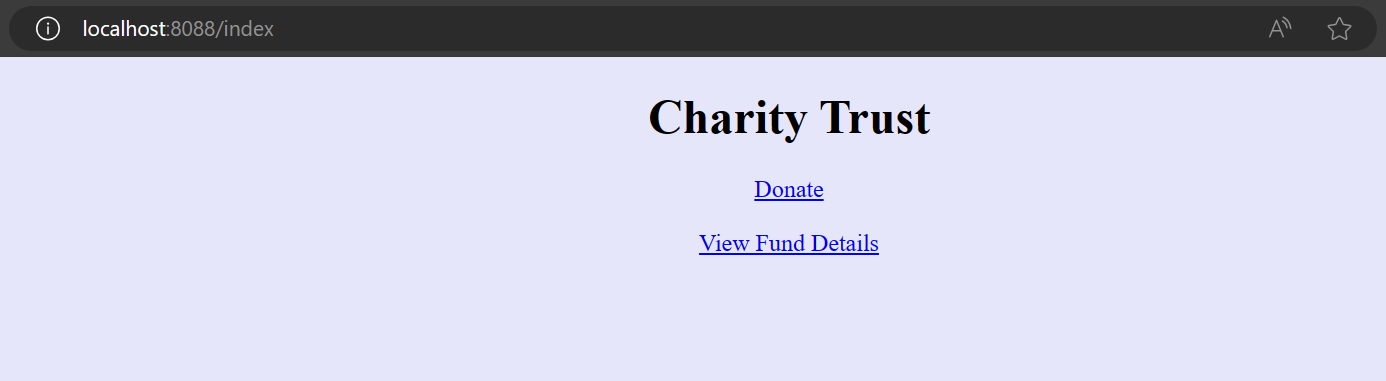 localhost:8088/index
Charity Trust
Donate
View Fund Details